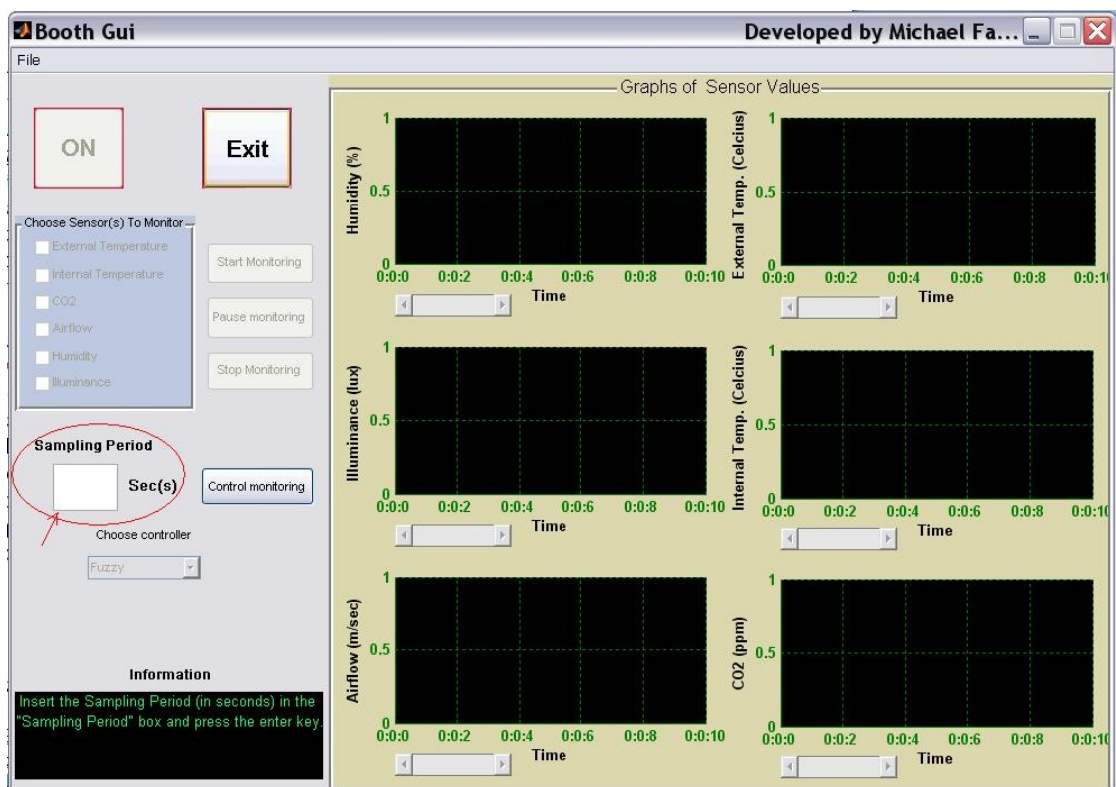 Booth Gui
Developed by Michael Fa...
File
ON
Exit
Choose Sensor(s) To Monitor
External Temperature
Internal Temperature
CO2
Airflow
Humidity
Illuminance
Start Monitoring
Pause monitoring
Stop Monitoring
Sampling Period
Sec(s)
Control monitoring
Choose controller
Fuzzy
Information
Insert the Sampling Period (in seconds) in the
"Sampling Period" box and press the enter key.
Graphs of Sensor Values
Humidity (%)
1
0.5
0
0:0:0 0:0:2 0:0:4 0:0:6 0:0:8 0:0:10
Time
External Temp. (Celcius)
1
0.5
0
0:0:0 0:0:2 0:0:4 0:0:6 0:0:8 0:0:1
Time
Illuminance (lux)
1
0.5
0
0:0:0 0:0:2 0:0:4 0:0:6 0:0:8 0:0:10
Time
Internal Temp. (Celcius)
1
0.5
0
0:0:0 0:0:2 0:0:4 0:0:6 0:0:8 0:0:10
Time
Airflow (m/sec)
1
0.5
0
0:0:0 0:0:2 0:0:4 0:0:6 0:0:8 0:0:10
Time
CO2 (ppm)
1
0.5
0
0:0:0 0:0:2 0:0:4 0:0:6 0:0:8 0:0:10
Time